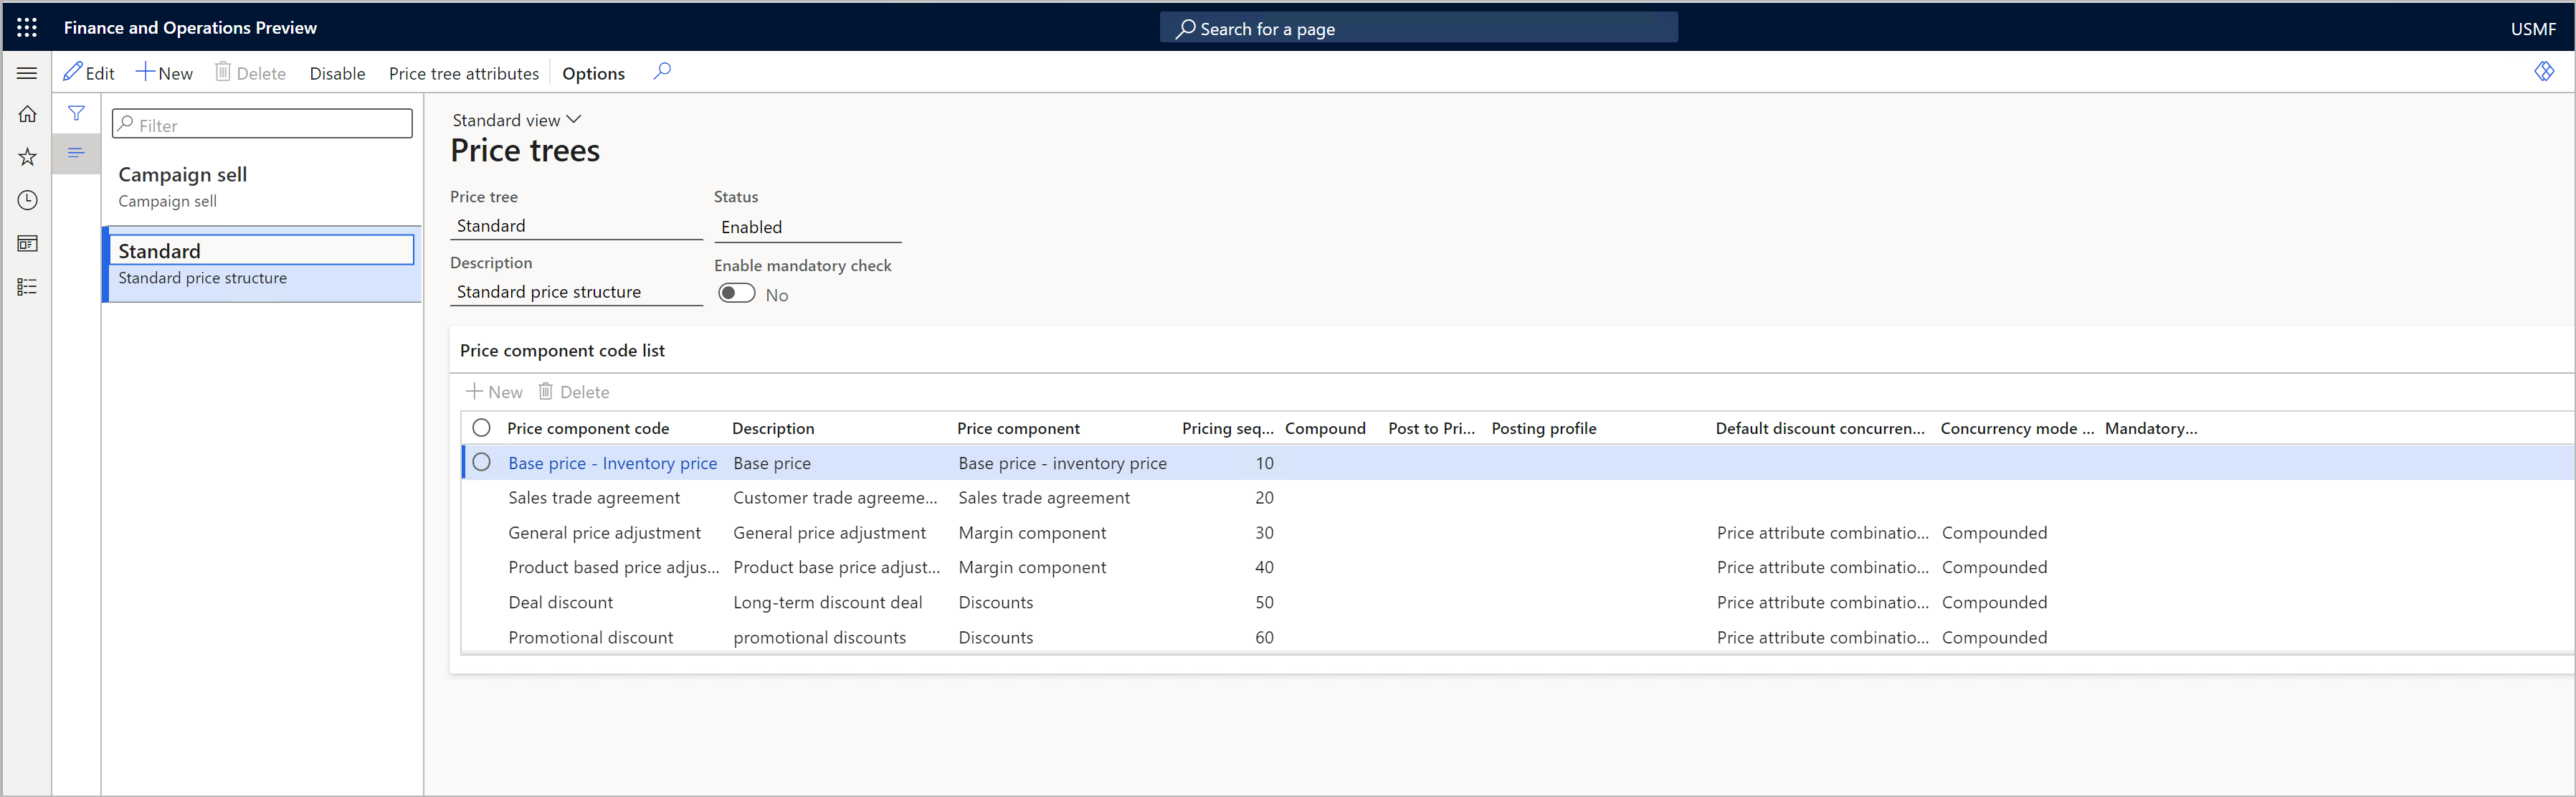 Finance and Operations Preview
Search for a page
USMF
Edit New Delete Disable Price tree attributes Options
Filter
Campaign sell
Campaign sell
Standard
Standard price structure
Standard view
Price trees
Price tree Status
Standard Enabled
Description Enable mandatory check
Standard price structure No
Price component code list
New Delete
Price component code Description Price component Pricing seq... Compound Post to Pri... Posting profile Default discount concurren... Concurrency mode ... Mandatory...
Base price - Inventory price Base price Base price - inventory price 10
Sales trade agreement Customer trade agreeme... Sales trade agreement 20
General price adjustment General price adjustment Margin component 30 Price attribute combinatio... Compounded
Product based price adjus... Product base price adjust... Margin component 40 Price attribute combinatio... Compounded
Deal discount Long-term discount deal Discounts 50 Price attribute combinatio... Compounded
Promotional discount promotional discounts Discounts 60 Price attribute combinatio... Compounded